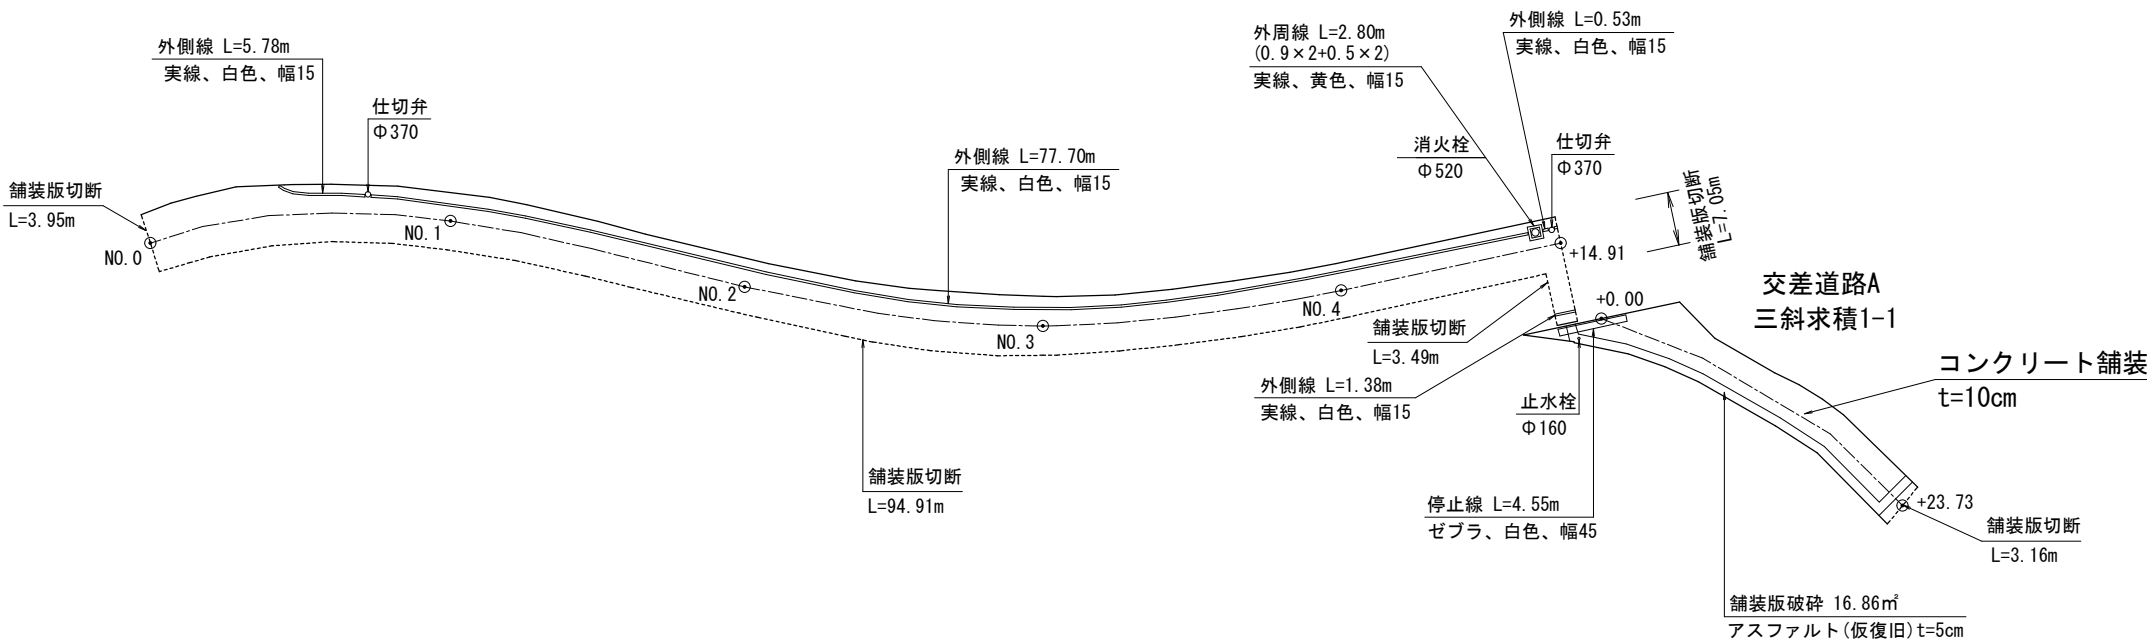 外側線 L=5.78m
実線、白色、幅15
仕切弁
Φ370
舗装版切断
L=3.95m
NO.0
NO.1
外側線 L=77.70m
実線、白色、幅15
NO.2
NO.3
NO.4
舗装版切断
L=94.91m
外周線 L=2.80m
(0.9×2+0.5×2)
実線、黄色、幅15
外側線 L=0.53m
実線、白色、幅15
消火栓
Φ520
仕切弁
Φ370
舗装版切断
L=7.05m
+14.91
交差道路A
三斜求積1-1
+0.00
舗装版切断
L=3.49m
外側線 L=1.38m
実線、白色、幅15
止水栓
Φ160
コンクリート舗装
t=10cm
停止線 L=4.55m
ゼブラ、白色、幅45
+23.73
舗装版切断
L=3.16m
舗装版破砕 16.86㎡
アスファルト(仮復旧)t=5cm